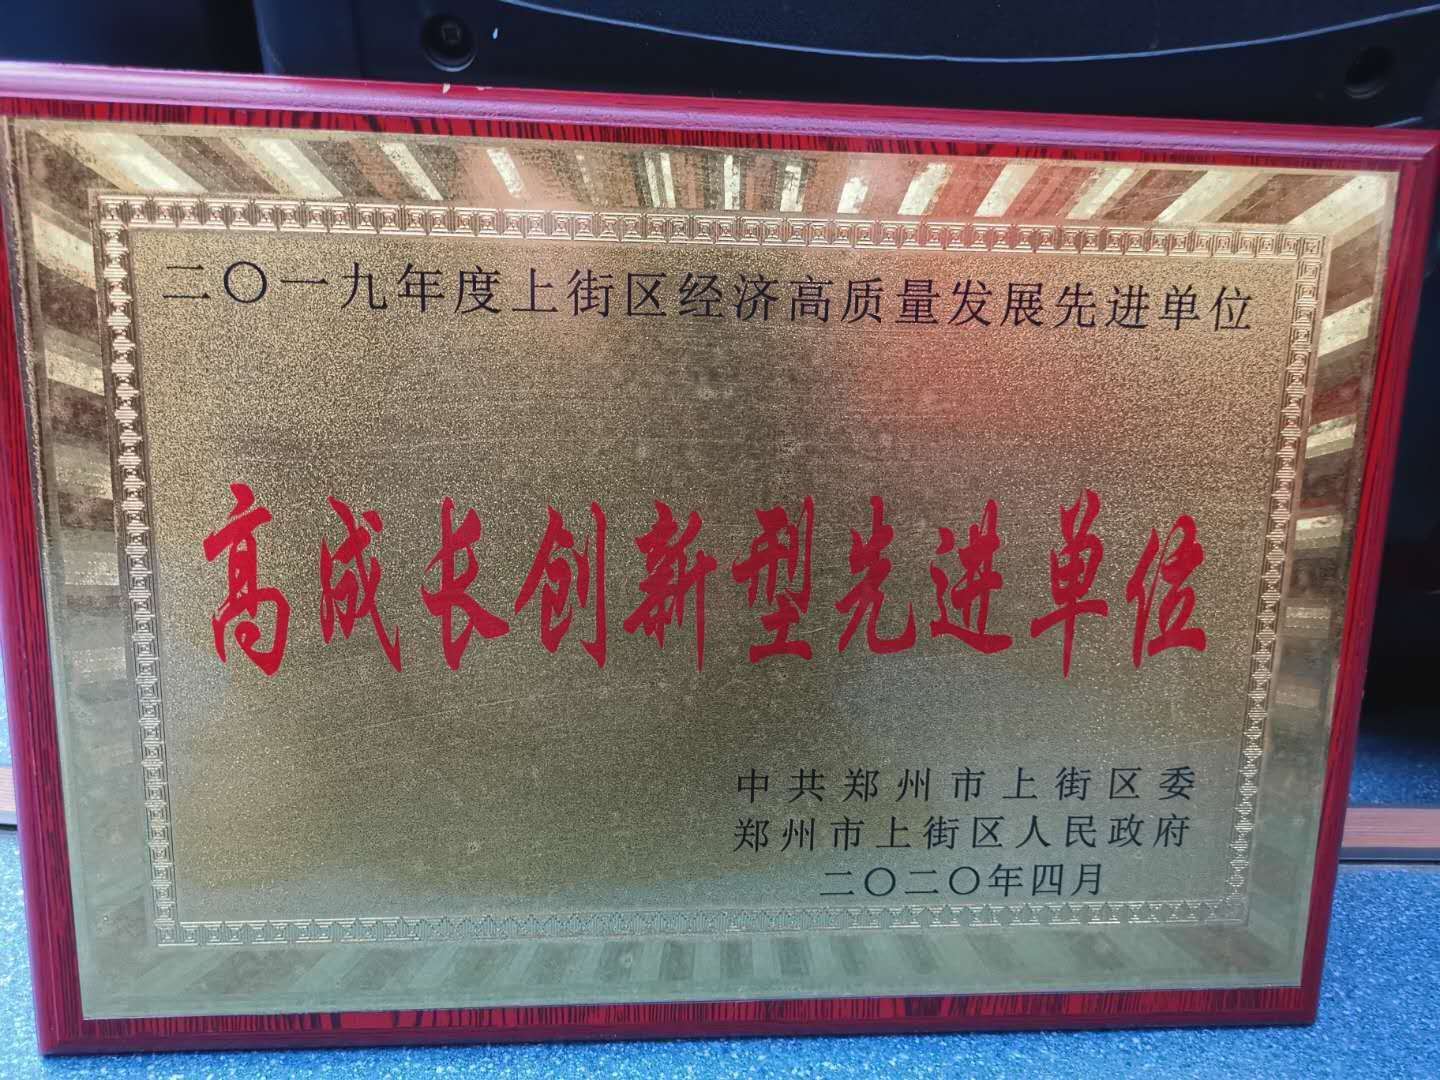 二〇一九年度上街区经济高质量发展先进单位
高成长创新型先进单位
中共郑州市上街区委
郑州市上街区人民政府
二〇二〇年四月